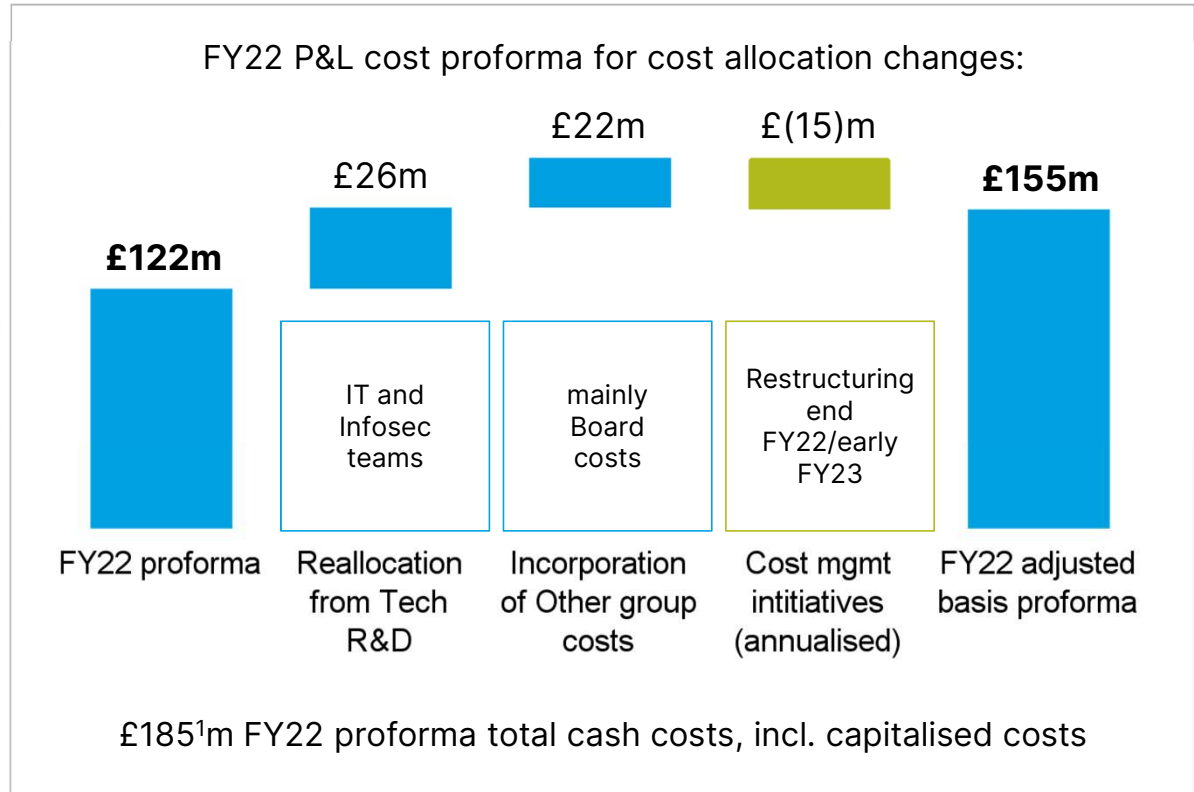 FY22 P&L cost proforma for cost allocation changes:
£122m
£26m
£22m
£(15)m
£155m
IT and
Infosec
teams
mainly
Board
costs
Restructuring
end
FY22/early
FY23
FY22 proforma
Reallocation
from Tech
R&D
Incorporation
of Other group
costs
Cost mgmt
intitiatives
(annualised)
FY22 adjusted
basis proforma
£185¹m FY22 proforma total cash costs, incl. capitalised costs